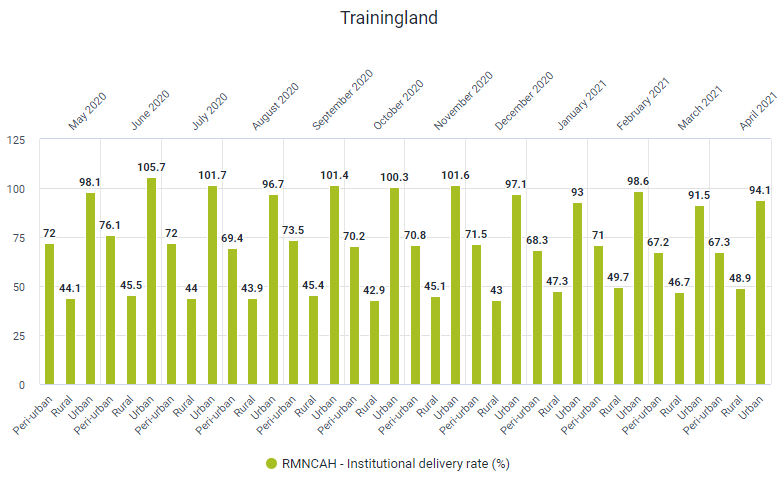 Trainingland
May 2020 June 2020 July 2020 August 2020 September 2020 October 2020 November 2020 December 2020 January 2021 February 2021 March 2021 April 2021
125
100
75
50
25
0
72 44.1 98.1 76.1 45.5 105.7 72 44 101.7 69.4 43.9 96.7 73.5 45.4 101.4 70.2 42.9 100.3 70.8 45.1 101.6 71.5 43 97.1 68.3 47.3 93 71 49.7 98.6 67.2 46.7 91.5 67.3 48.9 94.1
Peri-urban Rural Urban Peri-urban Rural Urban Peri-urban Rural Urban Peri-urban Rural Urban Peri-urban Rural Urban Peri-urban Rural Urban Peri-urban Rural Urban Peri-urban Rural Urban Peri-urban Rural Urban Peri-urban Rural Urban Peri-urban Rural Urban Peri-urban Rural Urban
RMNCAH - Institutional delivery rate (%)